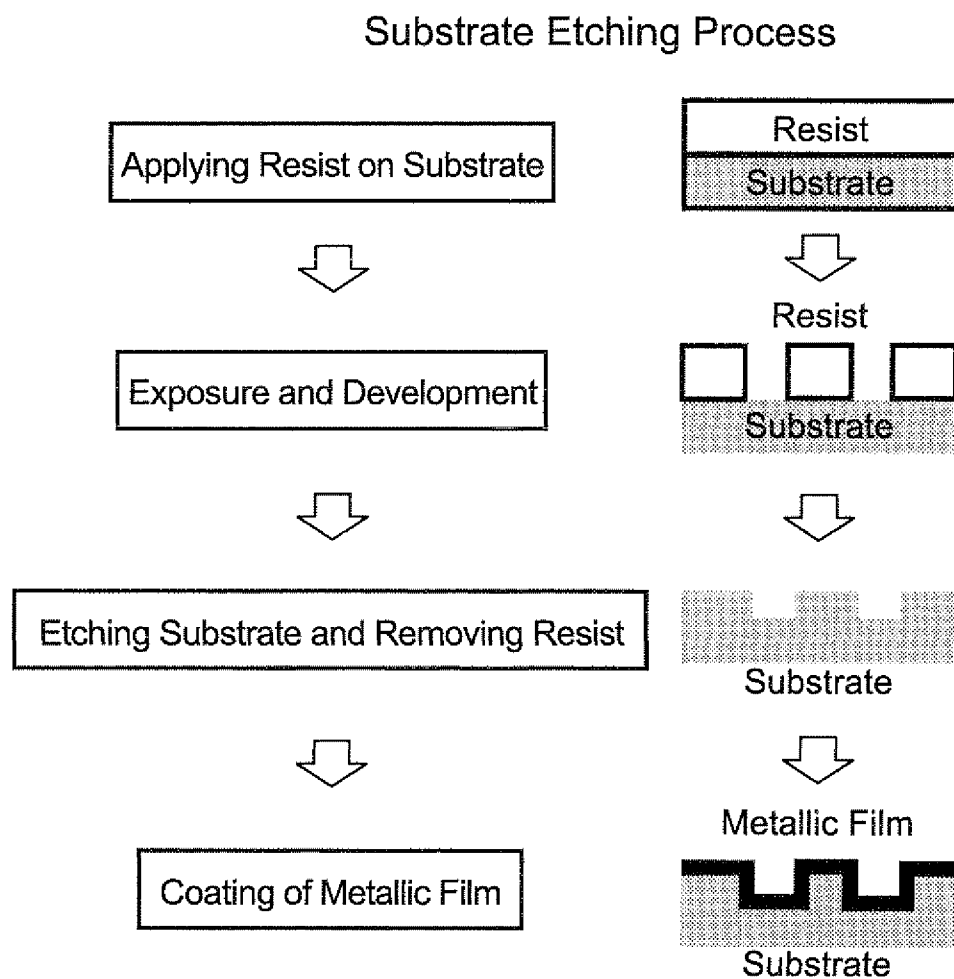 Substrate Etching Process
Applying Resist on Substrate
Resist
Substrate
Exposure and Development
Resist
Substrate
Etching Substrate and Removing Resist
Substrate
Coating of Metallic Film
Metallic Film
Substrate